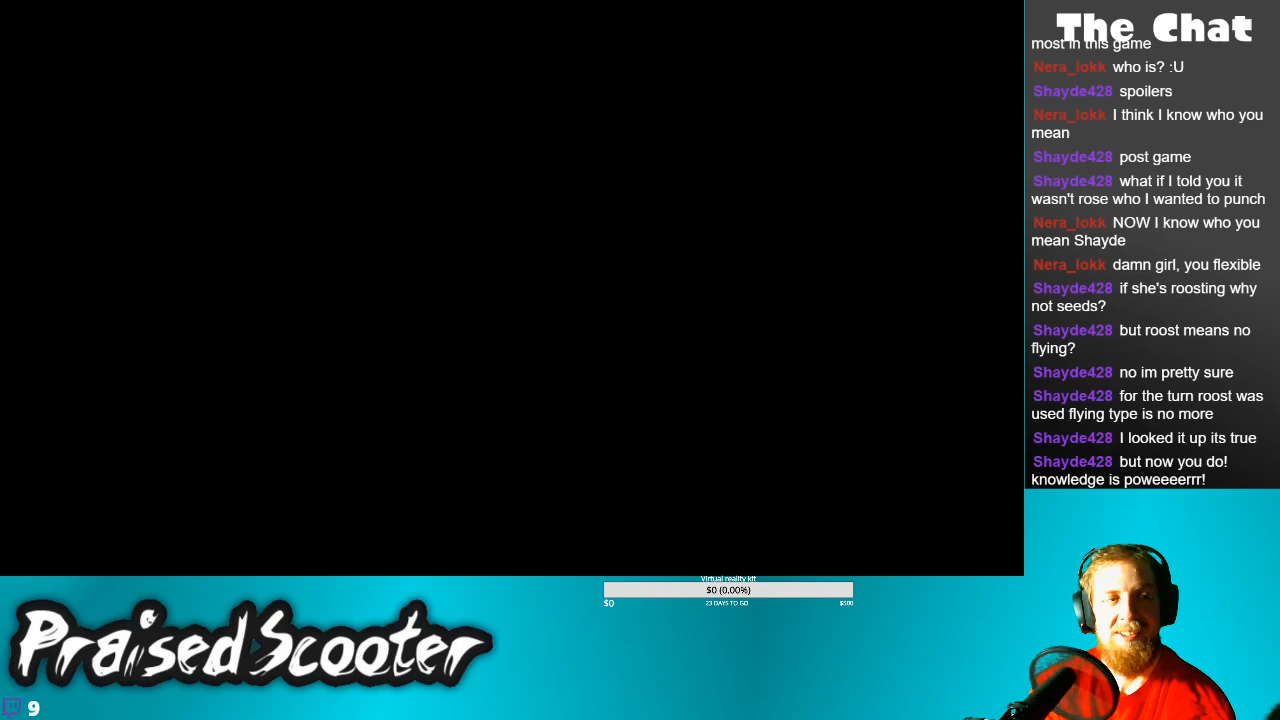 The Chat
most in this game
Nera_lokk who is? :U
Shayde428 spoilers
Nera_lokk I think I know who you
mean
Shayde428 post game
Shayde428 what if I told you it
wasn't rose who I wanted to punch
Nera_lokk NOW I know who you
mean Shayde
Nera_lokk damn girl, you flexible
Shayde428 if she's roosting why
not seeds?
Shayde428 but roost means no
flying?
Shayde428 no im pretty sure
Shayde428 for the turn roost was
used flying type is no more
Shayde428 I looked it up its true
Shayde428 but now you do!
knowledge is poweeeerrr!
Virtual reality kit
$0 (0.00%)
$0 23 DAYS TO GO $500
PraisedScooter
9